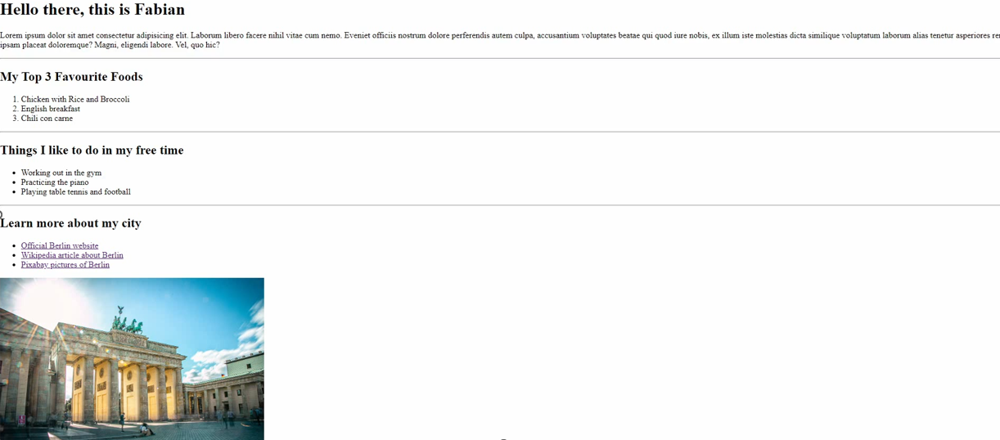 Hello there, this is Fabian
Lorem ipsum dolor sit amet consectetur adipisicing elit. Laborum libero facere nihil vitae cum nemo. Eveniet officiis nostrum dolore perferendis autem culpa, accusantium voluptates beatae qui quod iure nobis, ex illum iste molestias dicta similique voluptatum laborum alias tenetur asperiores
ipsam placeat doloremque? Magni, eligendi labore. Vel, quo hic?
My Top 3 Favourite Foods
1. Chicken with Rice and Broccoli
2. English breakfast
3. Chili con carne
Things I like to do in my free time
• Working out in the gym
• Practicing the piano
• Playing table tennis and football
Learn more about my city
• Official Berlin website
• Wikipedia article about Berlin
• Pixabay pictures of Berlin